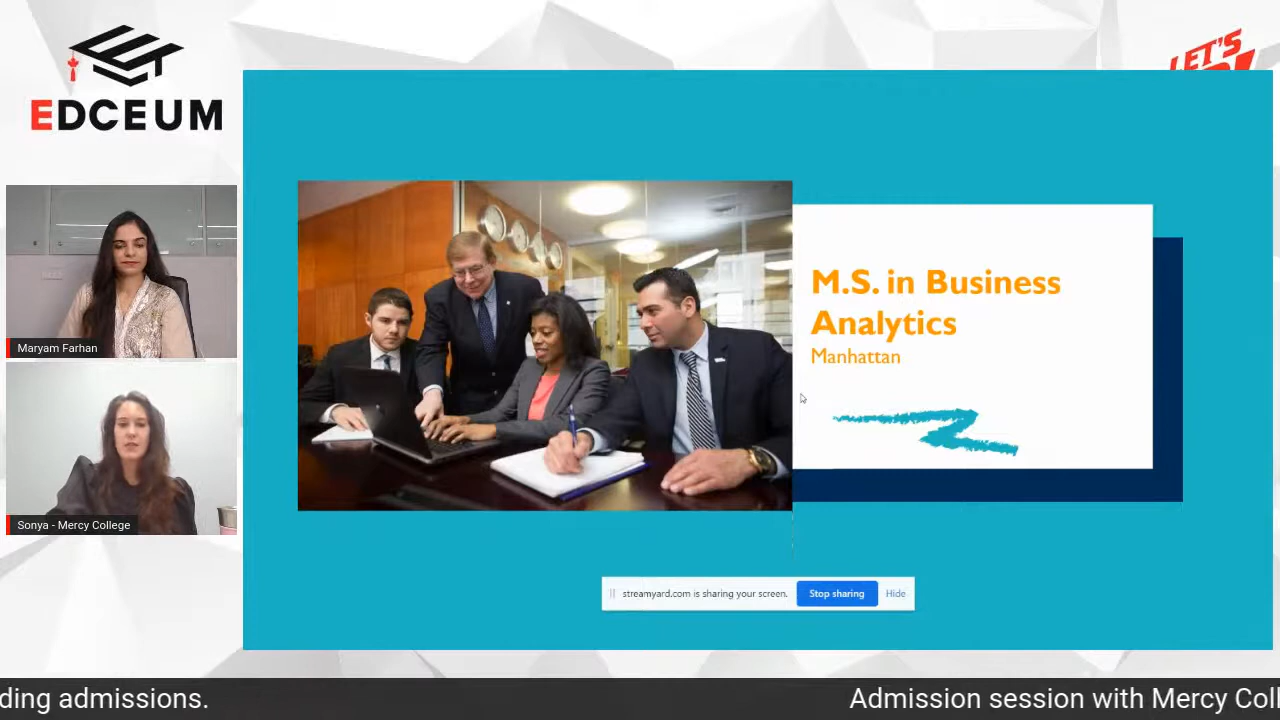 EDCEUM
LET'S
Maryam Farhan
Sonya - Mercy College
M.S. in Business
Analytics
Manhattan
streamyard.com is sharing your screen.
Stop sharing
Hide
ding admissions.
Admission session with Mercy Coll